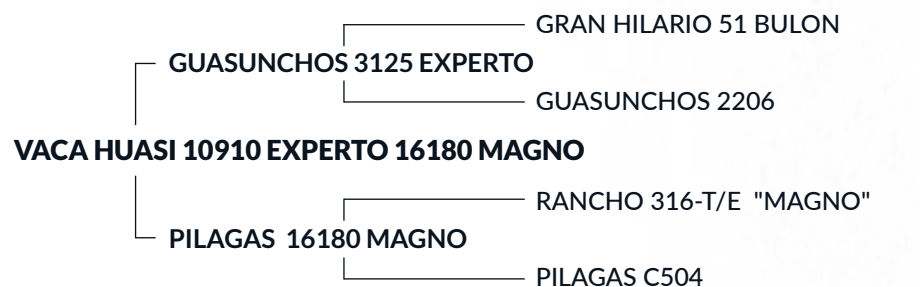 GRAN HILARIO 51 BULON
GUASUNCHOS 3125 EXPERTO
GUASUNCHOS 2206
VACA HUASI 10910 EXPERTO 16180 MAGNO
RANCHO 316-T/E "MAGNO"
PILAGAS 16180 MAGNO
PILAGAS C504